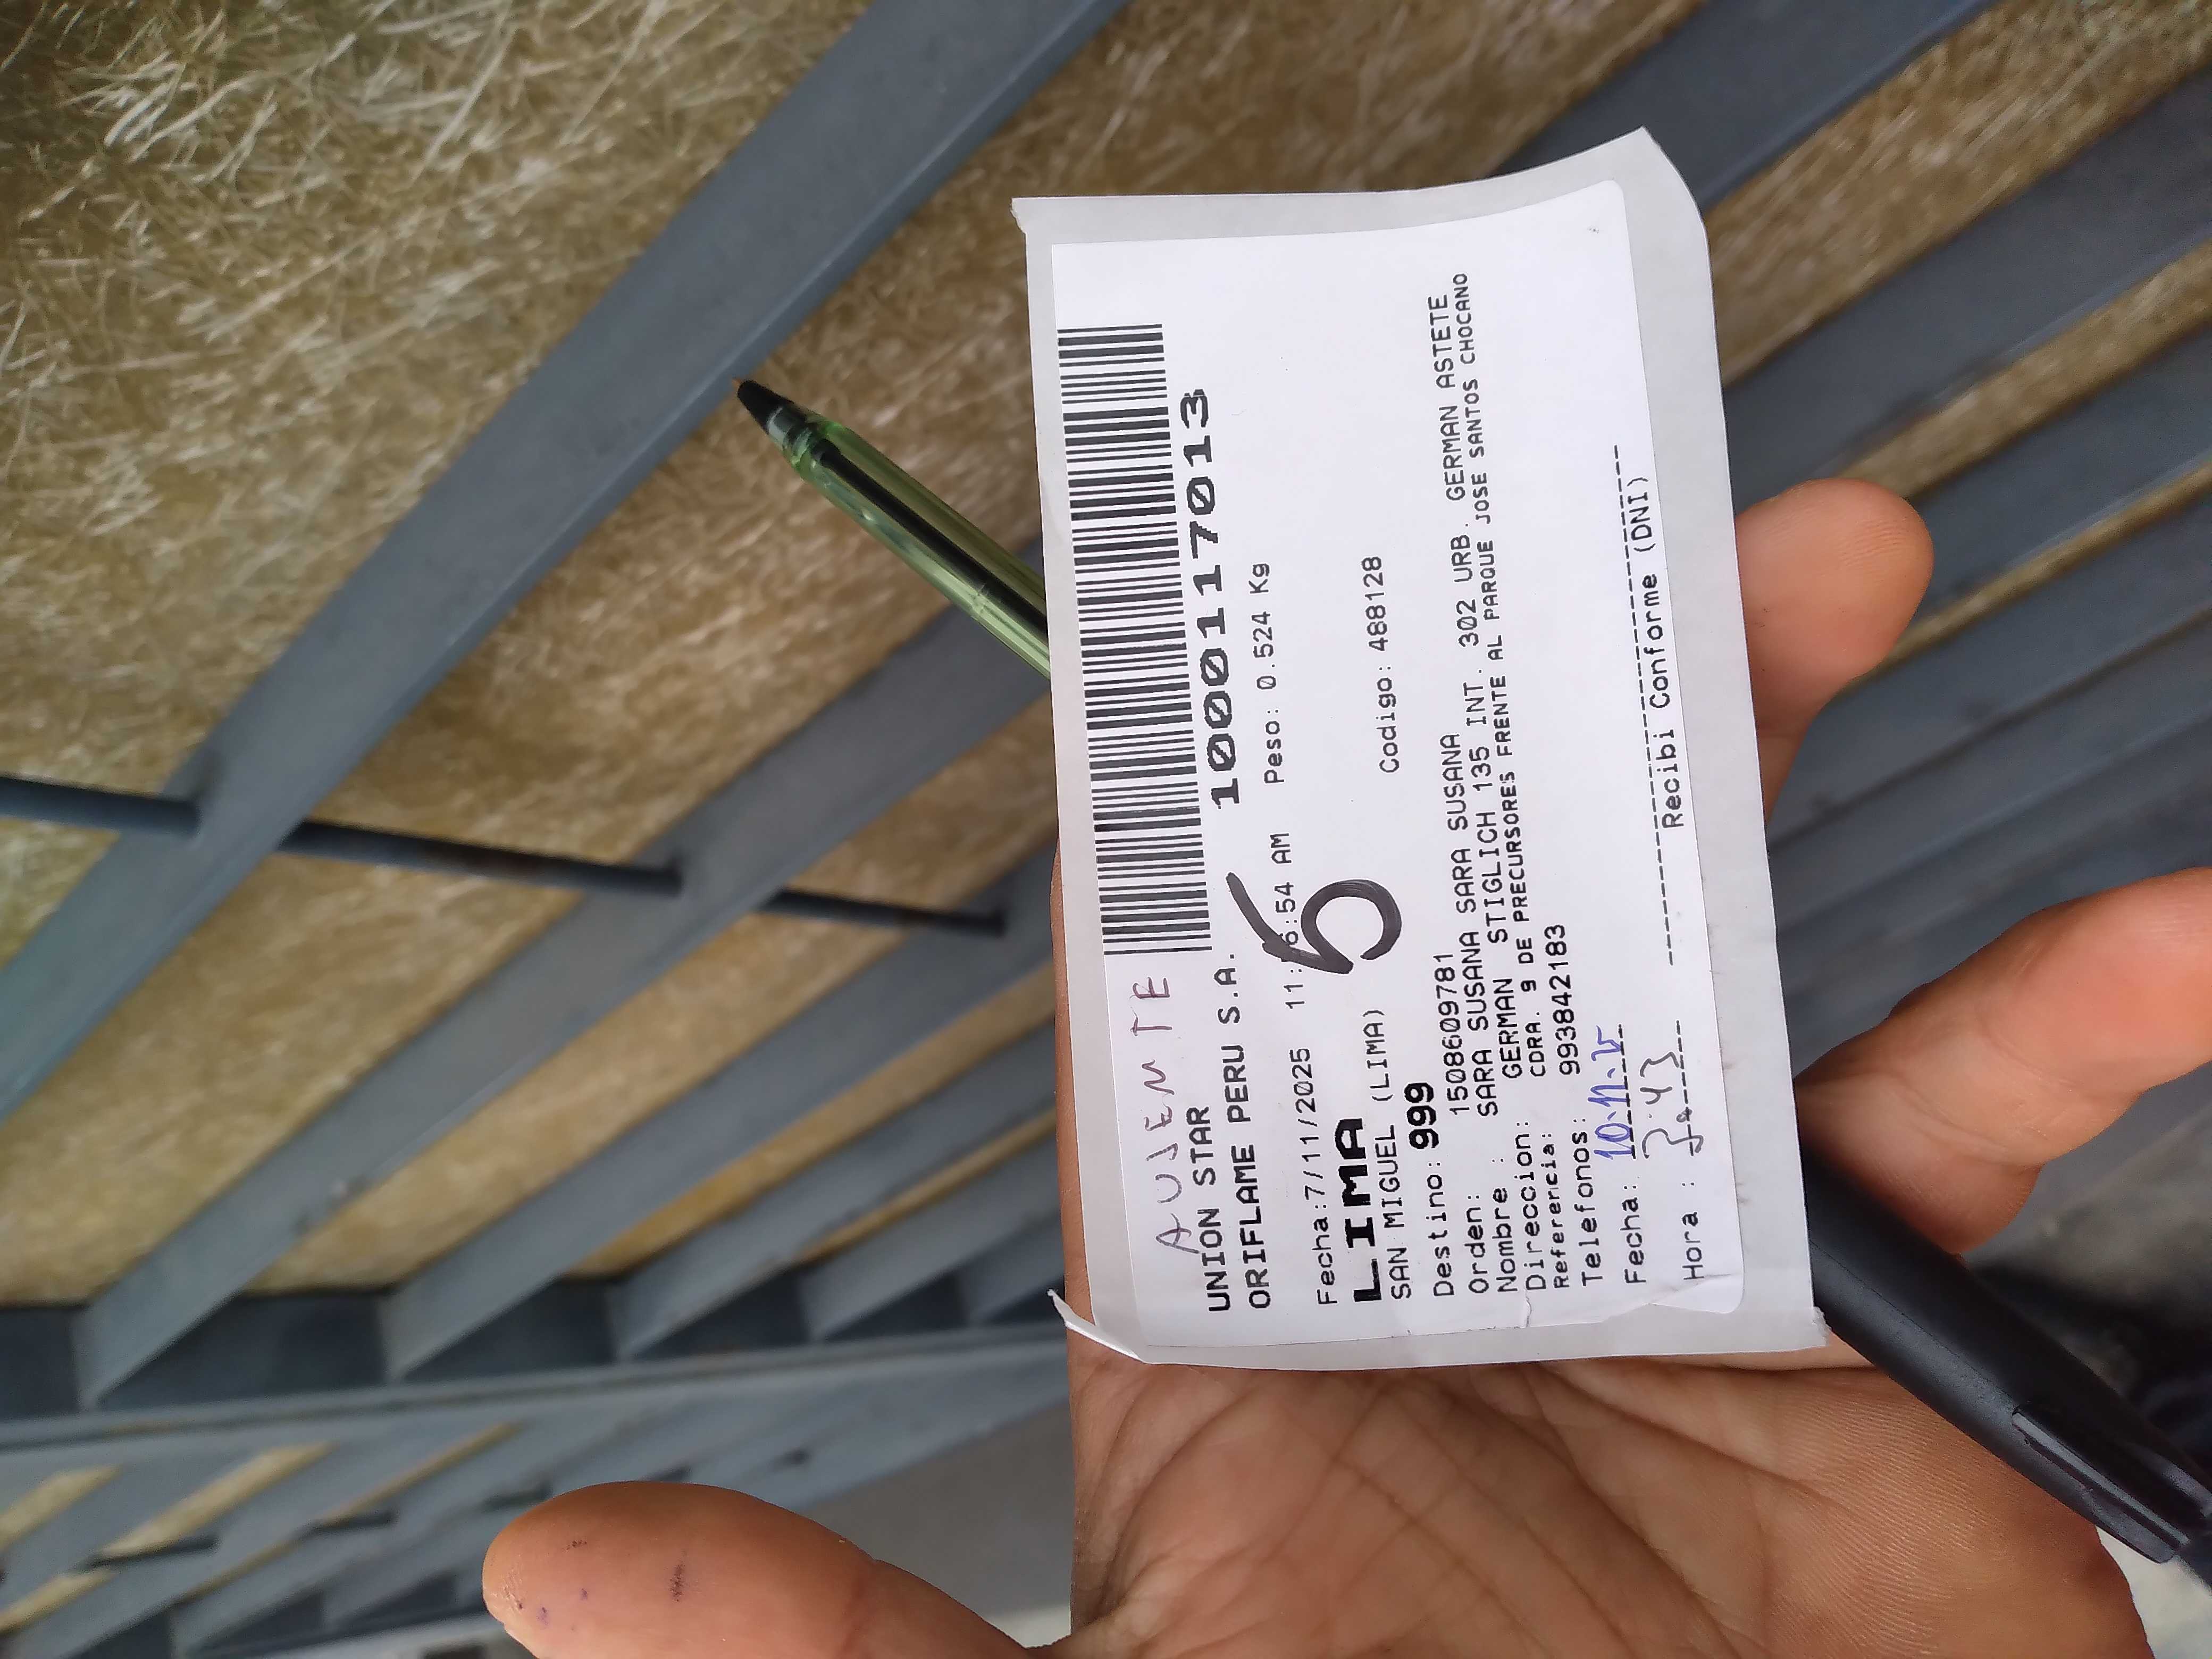 AUSENTE
UNION STAR
ORIFLAME PERU S.A. 1000117013
Fecha:7/11/2025 11: 6:54 AM Peso: 0.524 Kg
LIMA 6
SAN MIGUEL (LIMA) Codigo: 488128
Destino: 999
Orden: 1508609781
Nombre : SARA SUSANA SARA SUSANA SARA SUSANA
Direccion: GERMAN STIGLICH 135 INT. 302 URB. GERMAN ASTETE
Referencia: CDRA. 9 DE PRECURSORES FRENTE AL PARQUE JOSE SANTOS CHOCANO
Telefonos: 993842183
Fecha: 10.11.25
Hora :
Recibi Conforme (DNI)